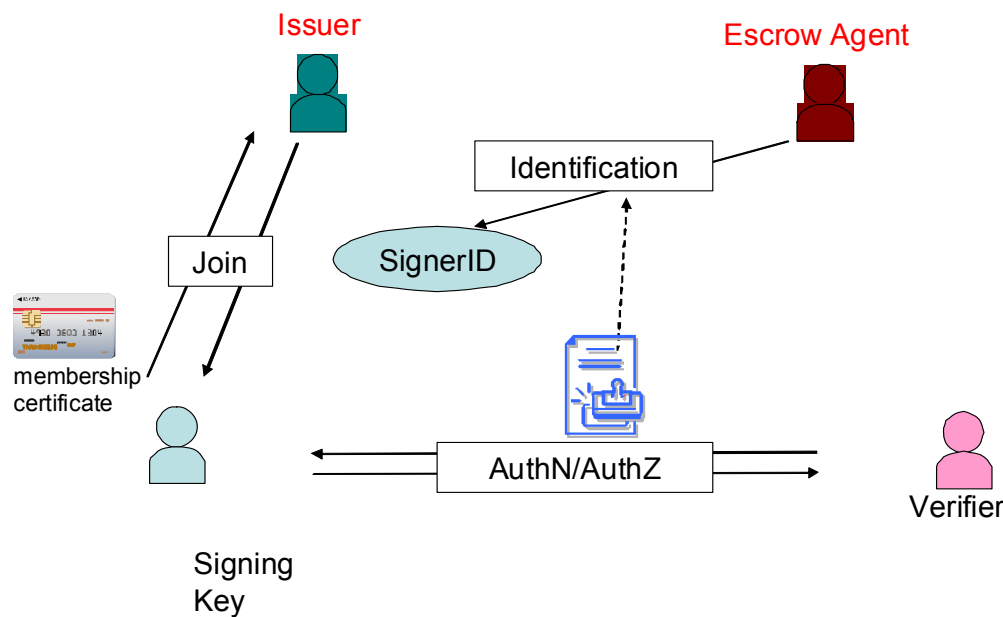 Issuer
Escrow Agent
Identification
SignerID
Join
membership
certificate
AuthN/AuthZ
Verifier
Signing
Key